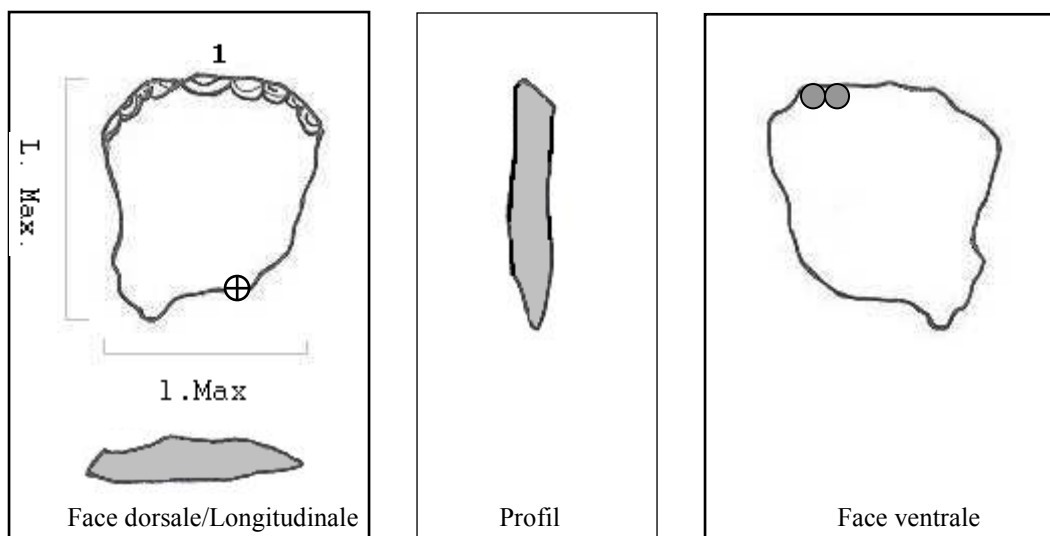 1
L. Max.
l.Max
Face dorsale/Longitudinale
Profil
Face ventrale